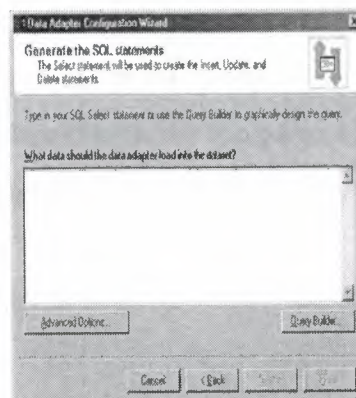 Data Adapter Configuration Wizard
Generate the SQL statements
The Select statement will be used to create the Insert, Update, and
Delete statements.
Type in your SQL Select statement or use the Query Builder to graphically design the query.
What data should the data adapter load into the dataset?
Advanced Options...
Query Builder...
Cancel
< Back